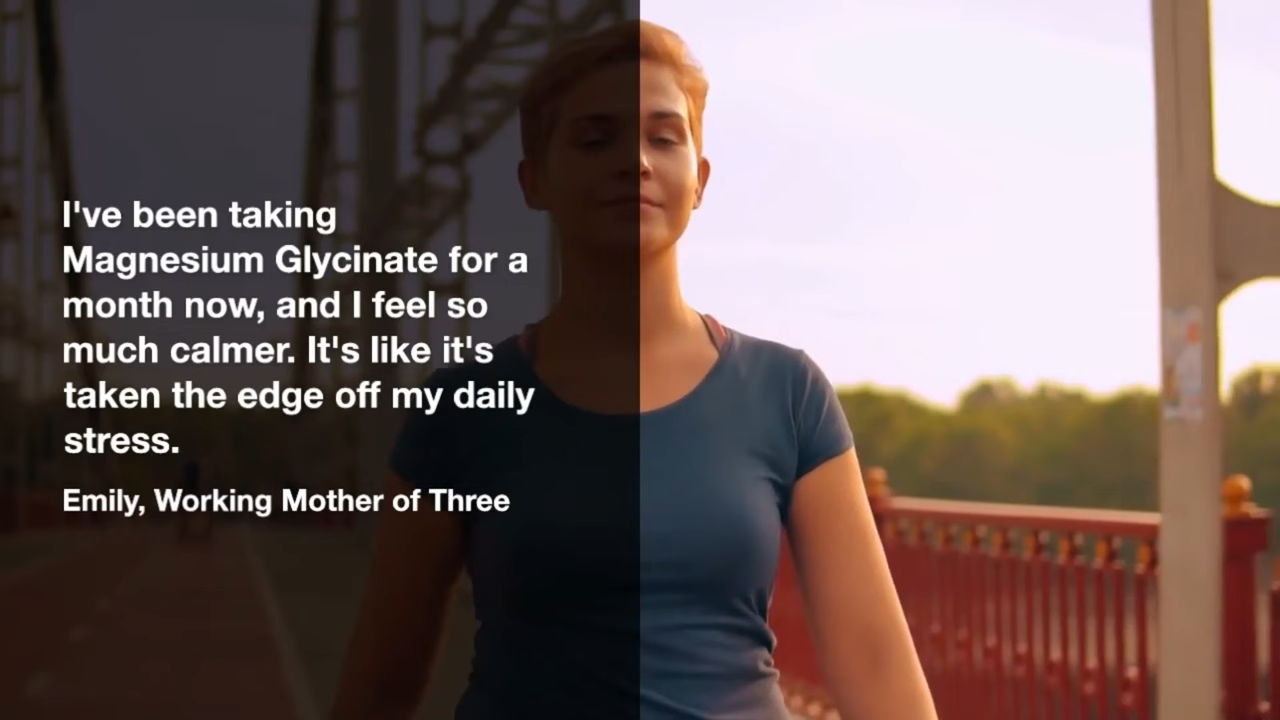 I've been taking
Magnesium Glycinate for a
month now, and I feel so
much calmer. It's like it's
taken the edge off my daily
stress.
Emily, Working Mother of Three